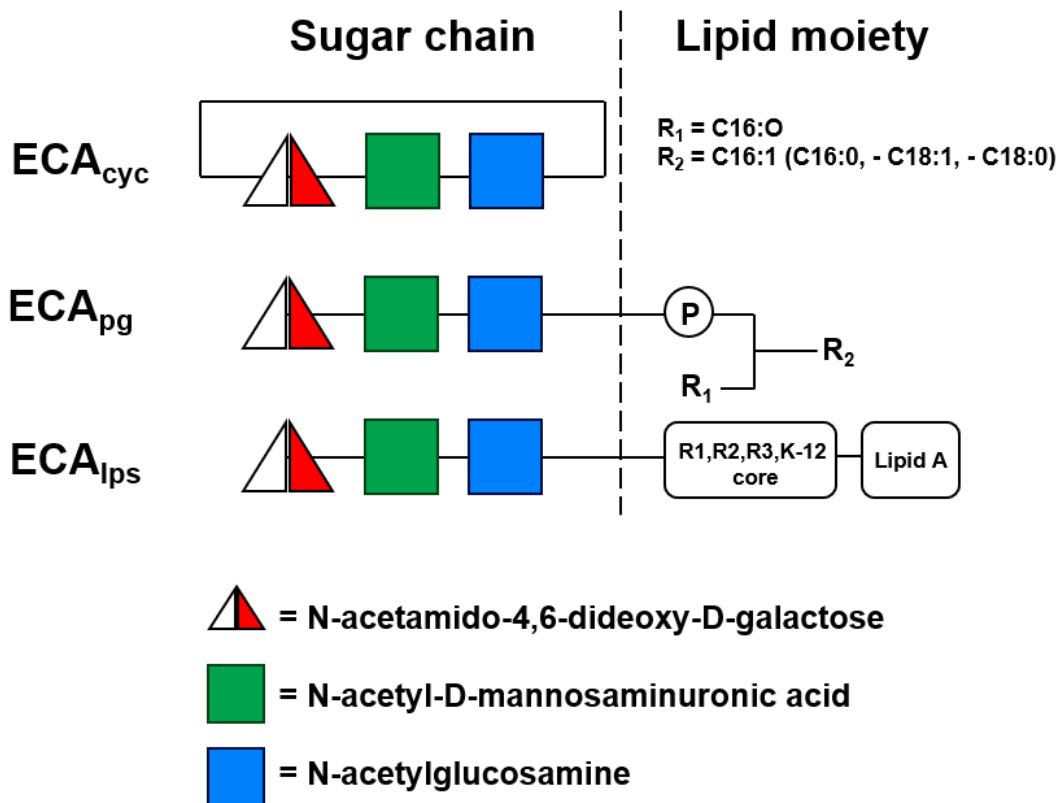 Sugar chain
Lipid moiety
ECAcyc
R1 = C16:O
R2 = C16:1 (C16:0, - C18:1, - C18:0)
ECApg
P
R2
R1
ECAlps
R1,R2,R3,K-12
core
Lipid A
= N-acetamido-4,6-dideoxy-D-galactose
= N-acetyl-D-mannosaminuronic acid
= N-acetylglucosamine